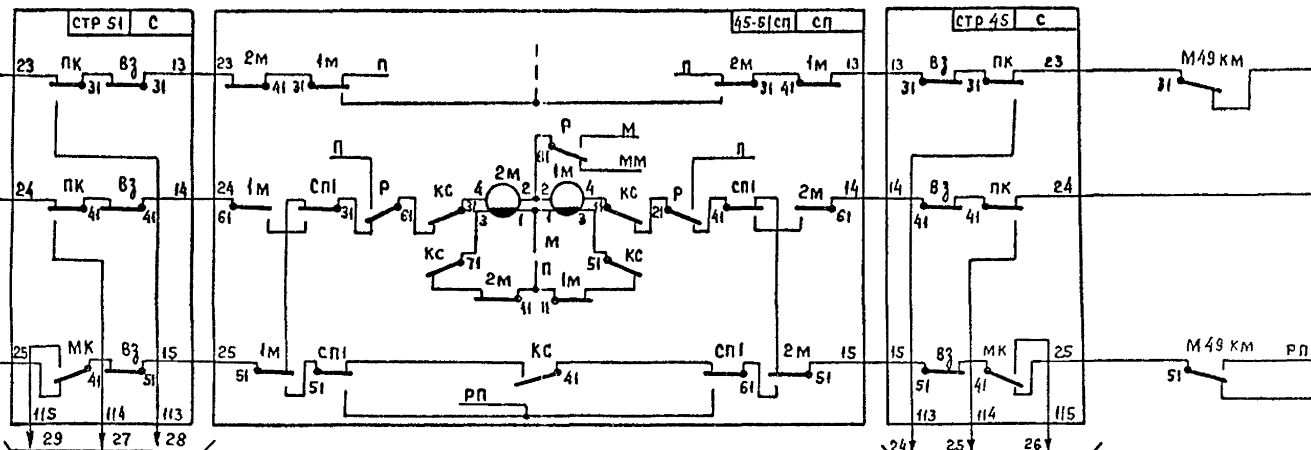 СТР 51 С 45-Б|СП СП СТР 45 С
23 ПК ВЗ 13 23 2М 1М П П 2М 1М 13 13 ВЗ ПК 23 М49 КМ
31 31 41 31 31 41 31 31 31
Р М
П 61 ММ П
24 ПК ВЗ 14 24 1М СП1 Р КС 4 2М 2 2 1М 4 КС Р СП1 2М 14 14 ВЗ ПК 24
41 41 61 31 61 31 3 1 1 3 41 21 41 61 41 41
М
КС 71 П 51 КС
2М 41 11 1М
25 МК ВЗ 15 25 1М СП1 КС СП1 2М 15 15 ВЗ МК 25 М49 КМ РП
41 51 51 51 41 61 51 51 41 51
РП
115 114 113 113 114 115
29 27 28 24 25 26